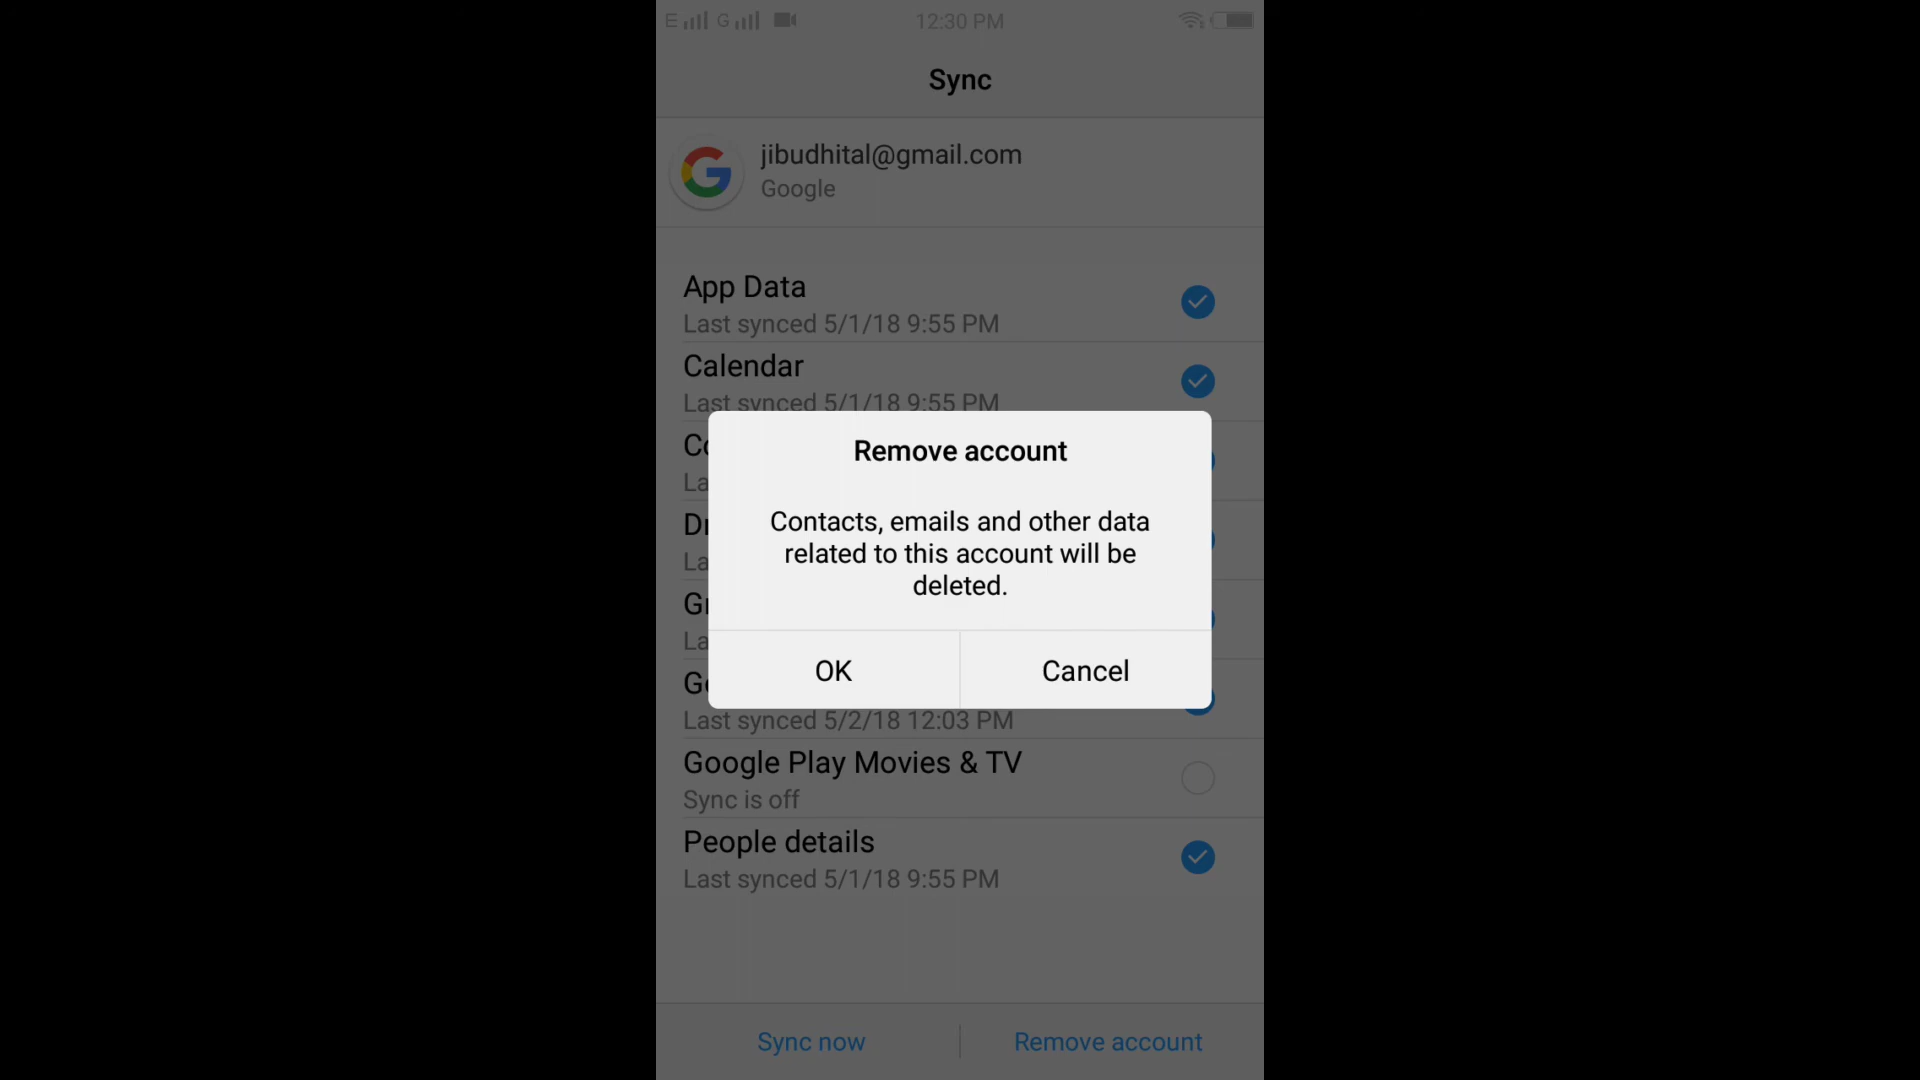 E G 12:30 PM
Sync
jibudhital@gmail.com
Google
App Data
Last synced 5/1/18 9:55 PM
Calendar
Last synced 5/1/18 9:55 PM
Remove account
Contacts, emails and other data
related to this account will be
deleted.
OK Cancel
Last synced 5/2/18 12:03 PM
Google Play Movies & TV
Sync is off
People details
Last synced 5/1/18 9:55 PM
Sync now Remove account